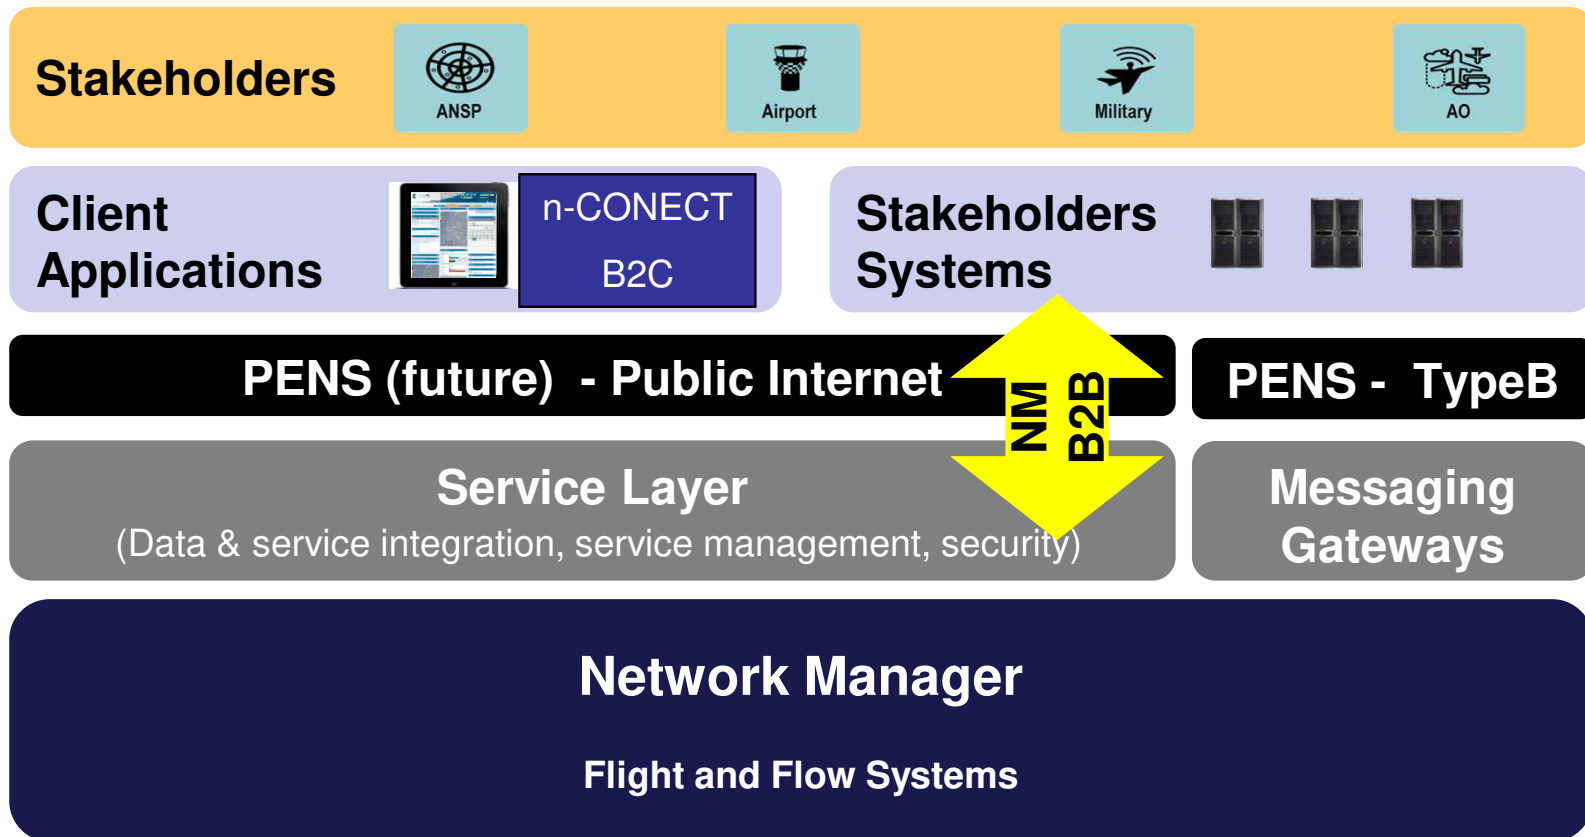 Stakeholders
ANSP
Airport
Military
AO
Client
Applications
n-CONECT
B2C
Stakeholders
Systems
PENS (future)  - Public Internet
NM
B2B
PENS -  TypeB
Service Layer
(Data & service integration, service management, security)
Messaging
Gateways
Network Manager
Flight and Flow Systems